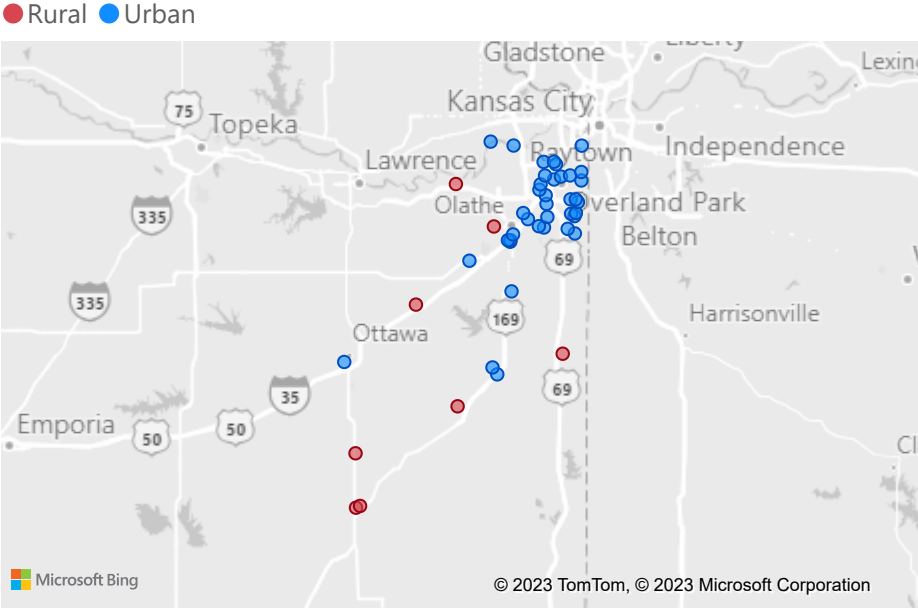 Rural Urban
Gladstone
Liberty
Kansas City
75
Topeka
Raytown
Independence
Lawrence
335
Olathe
Overland Park
Belton
69
335
169
Harrisonville
Ottawa
69
35
Emporia
50
50
Microsoft Bing
© 2023 TomTom, © 2023 Microsoft Corporation